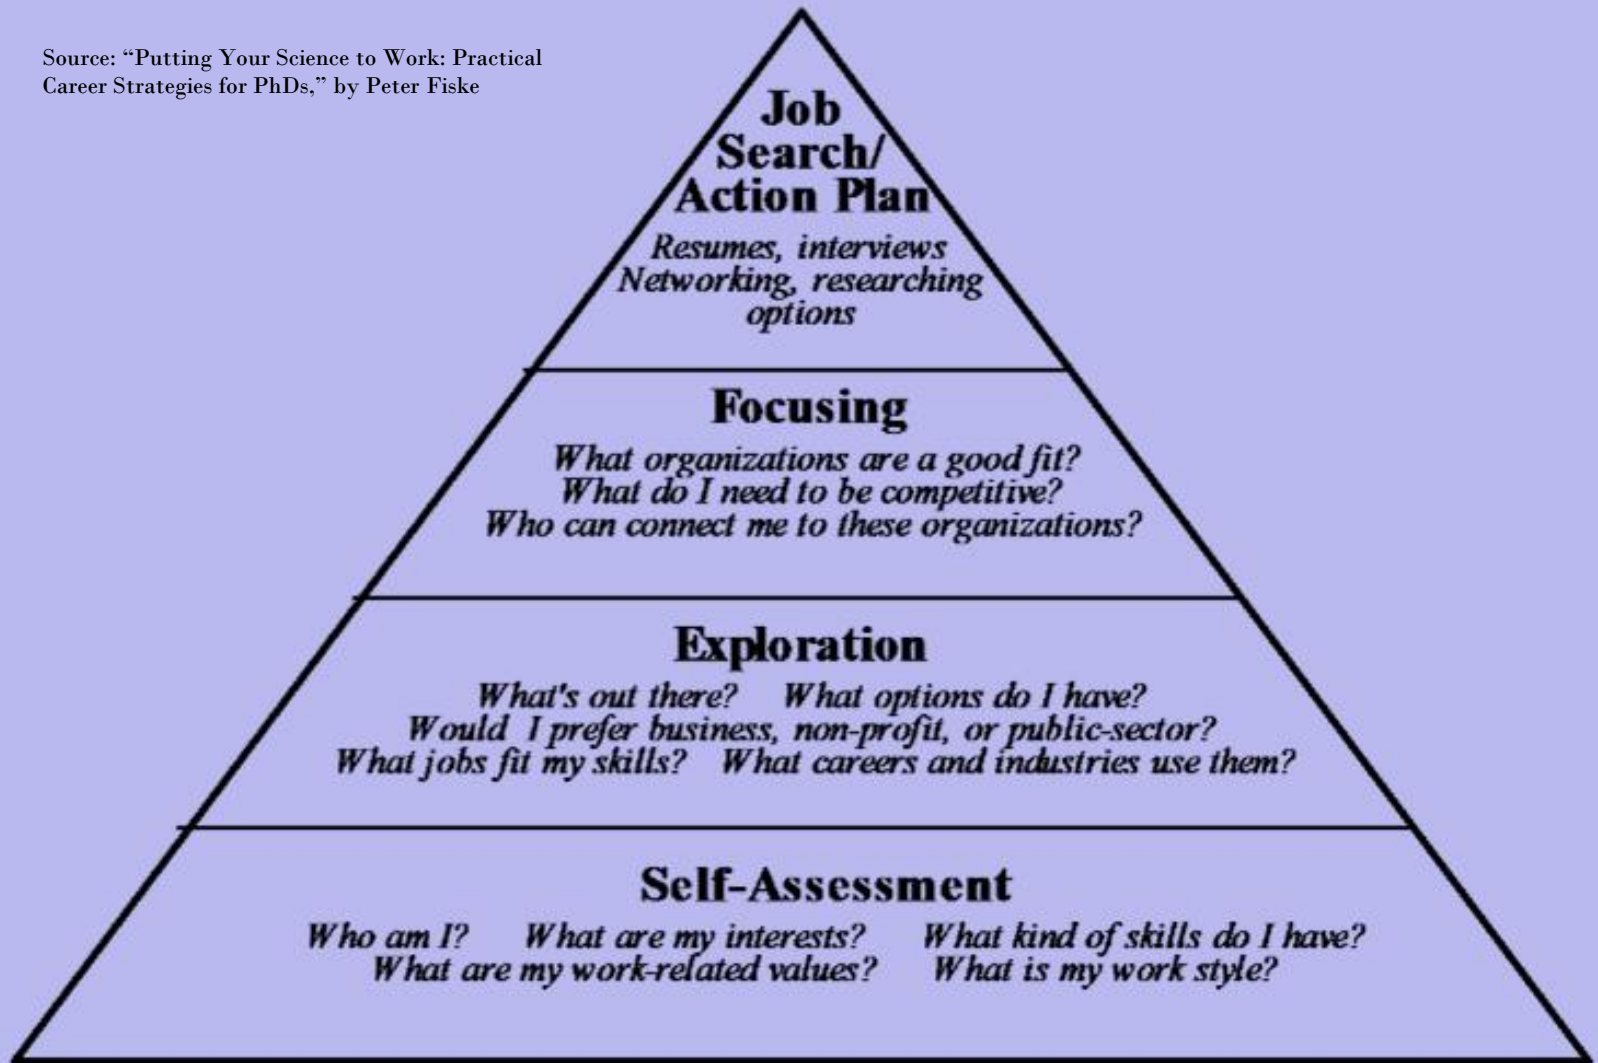 Source: “Putting Your Science to Work: Practical
Career Strategies for PhDs,” by Peter Fiske
Job
Search/
Action Plan
Resumes, interviews
Networking, researching
options
Focusing
What organizations are a good fit?
What do I need to be competitive?
Who can connect me to these organizations?
Exploration
What's out there? What options do I have?
Would I prefer business, non-profit, or public-sector?
What jobs fit my skills? What careers and industries use them?
Self-Assessment
Who am I? What are my interests? What kind of skills do I have?
What are my work-related values? What is my work style?